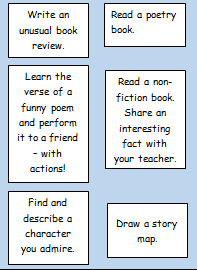 Write an
unusual book
review.
Read a poetry
book.
Learn the
verse of a
funny poem
and perform
it to a friend
– with
actions!
Read a non-
fiction book.
Share an
interesting
fact with
your teacher.
Find and
describe a
character
you admire.
Draw a story
map.